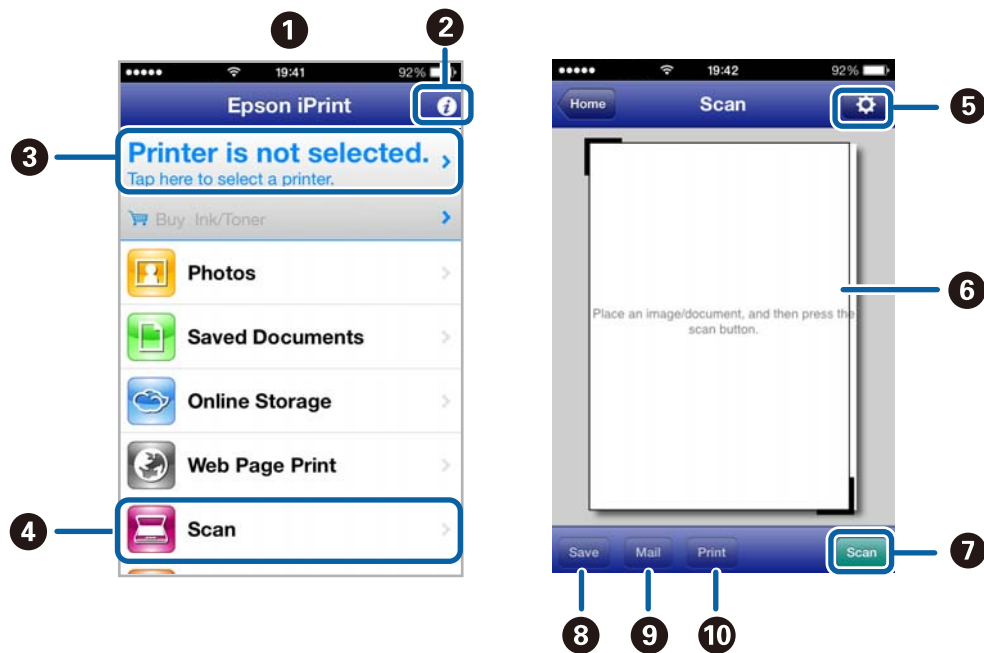 1
2
19:41
92%
Epson iPrint
i
3
Printer is not selected.
Tap here to select a printer.
Buy Ink/Toner
Photos
Saved Documents
Online Storage
Web Page Print
4
Scan
19:42
92%
Home
Scan
5
6
Place an image/document, and then press the
scan button.
Save
Mail
Print
Scan
7
8
9
10